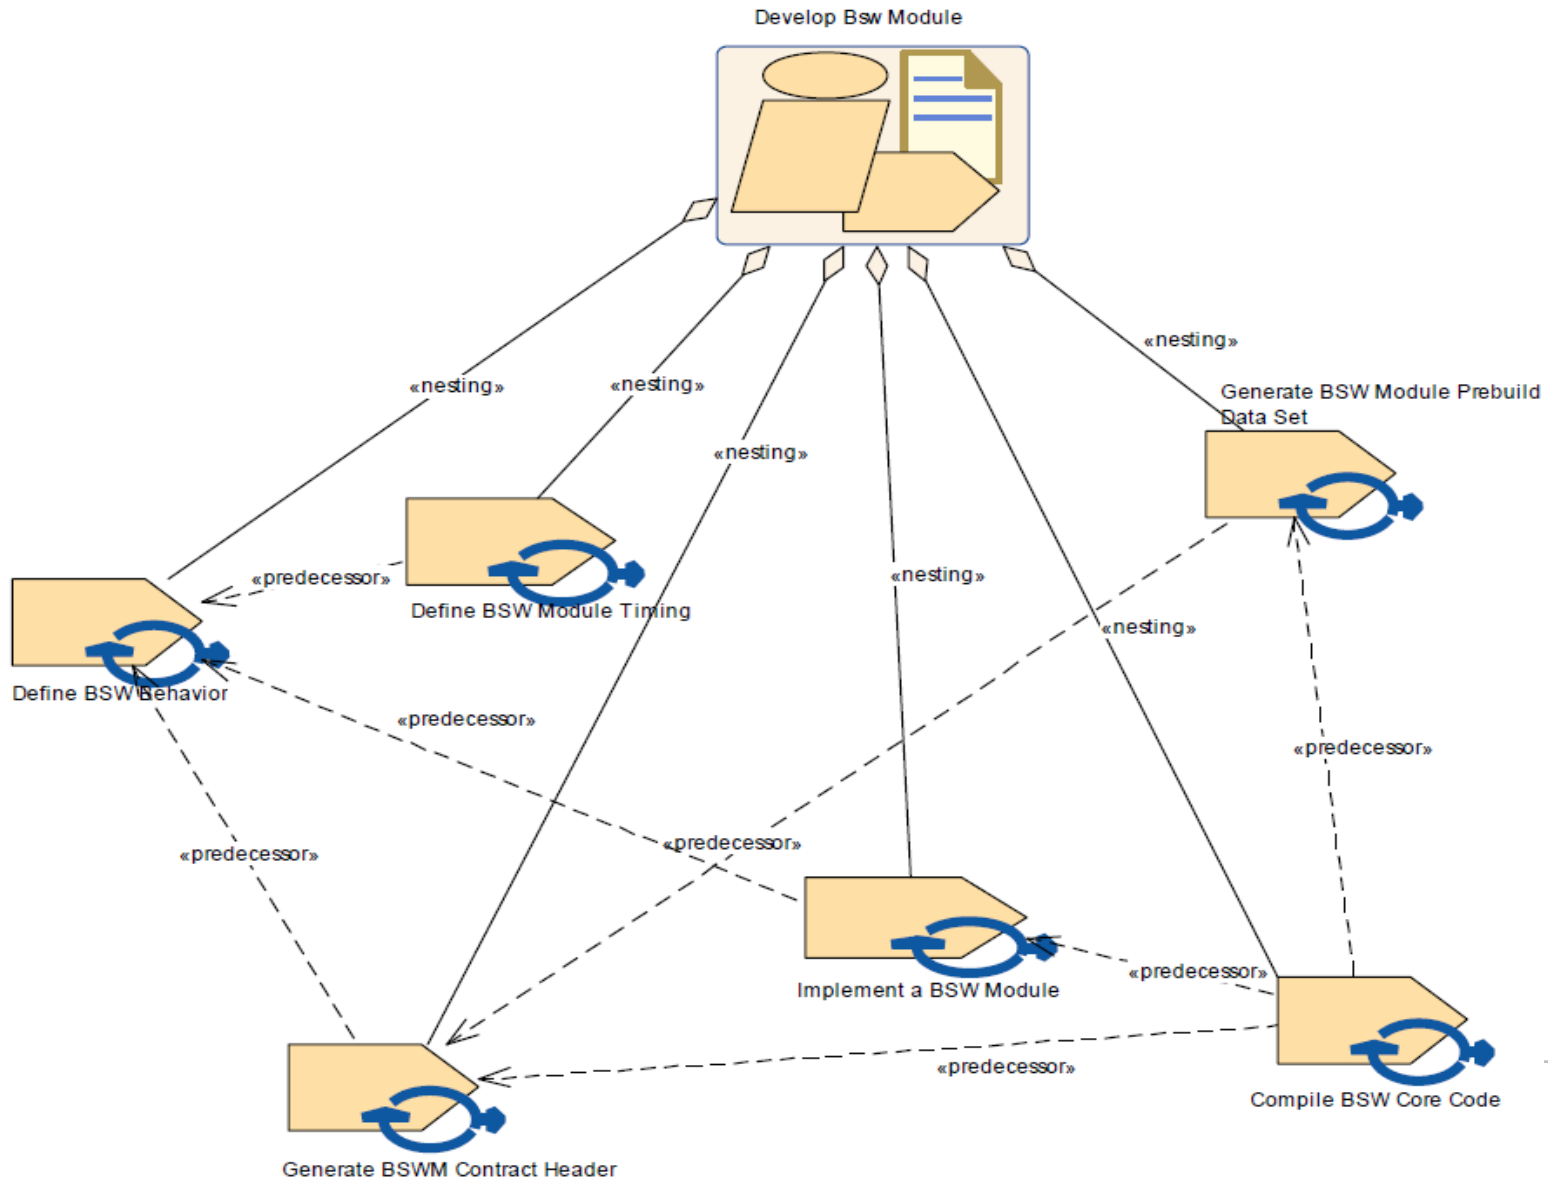 Develop Bsw Module
«nesting»
«nesting»
«nesting»
Generate BSW Module Prebuild
Data Set
«nesting»
«nesting»
«predecessor»
Define BSW Module Timing
«nesting»
Define BSW Behavior
«predecessor»
«predecessor»
«predecessor»
«predecessor»
«predecessor»
Implement a BSW Module
«predecessor»
Compile BSW Core Code
Generate BSWM Contract Header